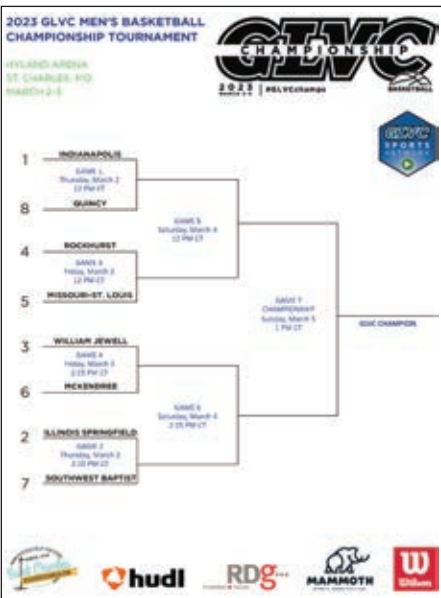 2023 GLVC MEN'S BASKETBALL
CHAMPIONSHIP TOURNAMENT
HYLAND ARENA
ST. CHARLES, MO
MARCH 2-5
GLVC
CHAMPIONSHIP
2023
#GLVCchamps
BASKETBALL
GLVC
SPORTS
NETWORK
1 INDIANAPOLIS
GAME 1
Thursday, March 2
12 PM CT
8 QUINCY
GAME 5
Saturday, March 4
12 PM CT
4 ROCKHURST
GAME 3
Friday, March 3
12 PM CT
5 MISSOURI-ST. LOUIS
GAME 7
CHAMPIONSHIP
Sunday, March 5
1 PM CT
GLVC CHAMPION
3 WILLIAM JEWELL
GAME 4
Friday, March 3
2:15 PM CT
6 MCKENDREE
GAME 6
Saturday, March 4
2:15 PM CT
2 ILLINOIS SPRINGFIELD
GAME 2
Thursday, March 2
2:15 PM CT
7 SOUTHWEST BAPTIST
hudl
RDg
MAMMOTH
W
Wilson